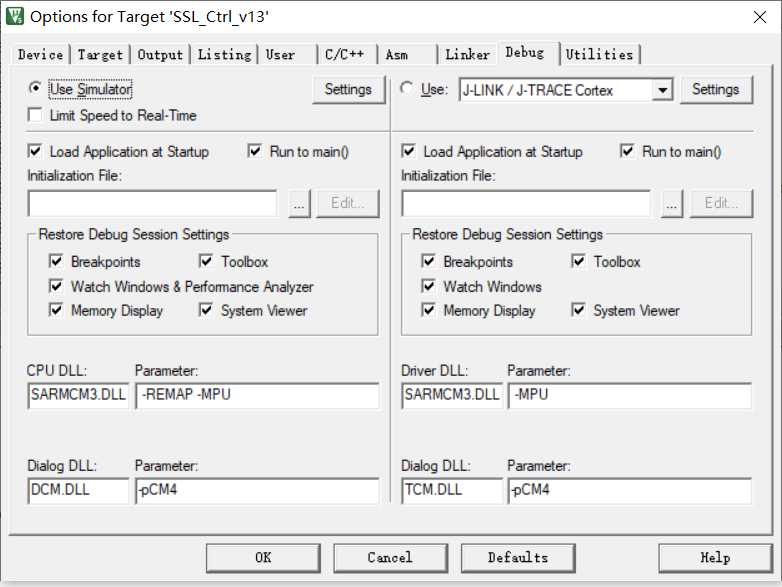 Options for Target 'SSL_Ctrl_v13'
Device Target Output Listing User C/C++ Asm Linker Debug Utilities
Use Simulator Settings
Limit Speed to Real-Time
Use: J-LINK / J-TRACE Cortex Settings
Load Application at Startup Run to main()
Initialization File:
... Edit...
Restore Debug Session Settings
Breakpoints Toolbox
Watch Windows & Performance Analyzer
Memory Display System Viewer
Load Application at Startup Run to main()
Initialization File:
... Edit...
Restore Debug Session Settings
Breakpoints Toolbox
Watch Windows
Memory Display System Viewer
CPU DLL: Parameter:
SARMCM3.DLL -REMAP -MPU
Driver DLL: Parameter:
SARMCM3.DLL -MPU
Dialog DLL: Parameter:
DCM.DLL -pCM4
Dialog DLL: Parameter:
TCM.DLL -pCM4
OK Cancel Defaults Help